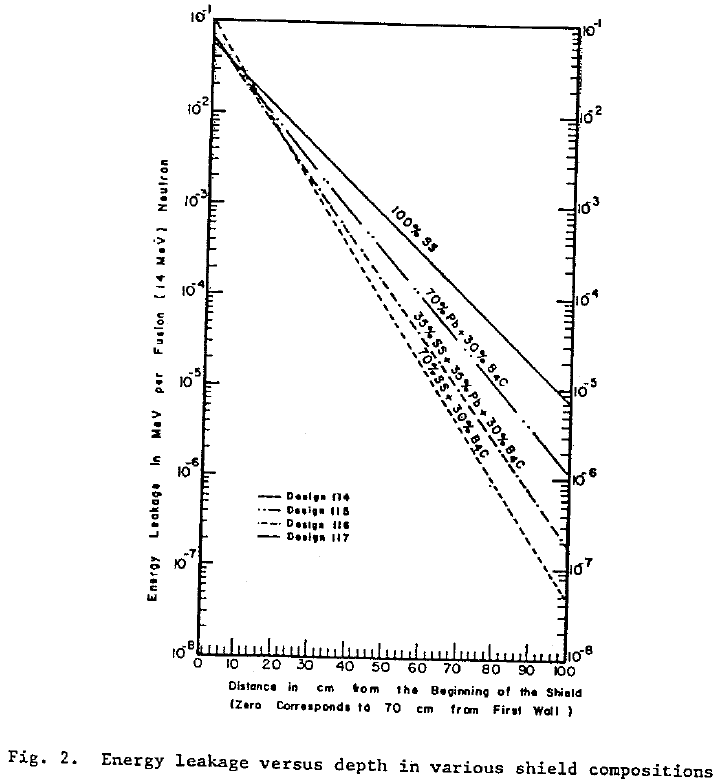 10-1
10-2
10-3
10-4
10-5
10-6
10-7
10-8
Energy Leakage in MeV per Fusion (14 MeV) Neutron
100% SS
70% Pb + 30% B4C
35% SS + 35% Pb + 30% B4C
70% SS + 30% B4C
Design 114
Design 115
Design 116
Design 117
10-1
10-2
10-3
10-4
10-5
10-6
10-7
10-8
0 10 20 30 40 50 60 70 80 90 100
Distance in cm from the Beginning of the Shield
(Zero Corresponds to 70 cm from First Wall)
Fig. 2. Energy leakage versus depth in various shield compositions